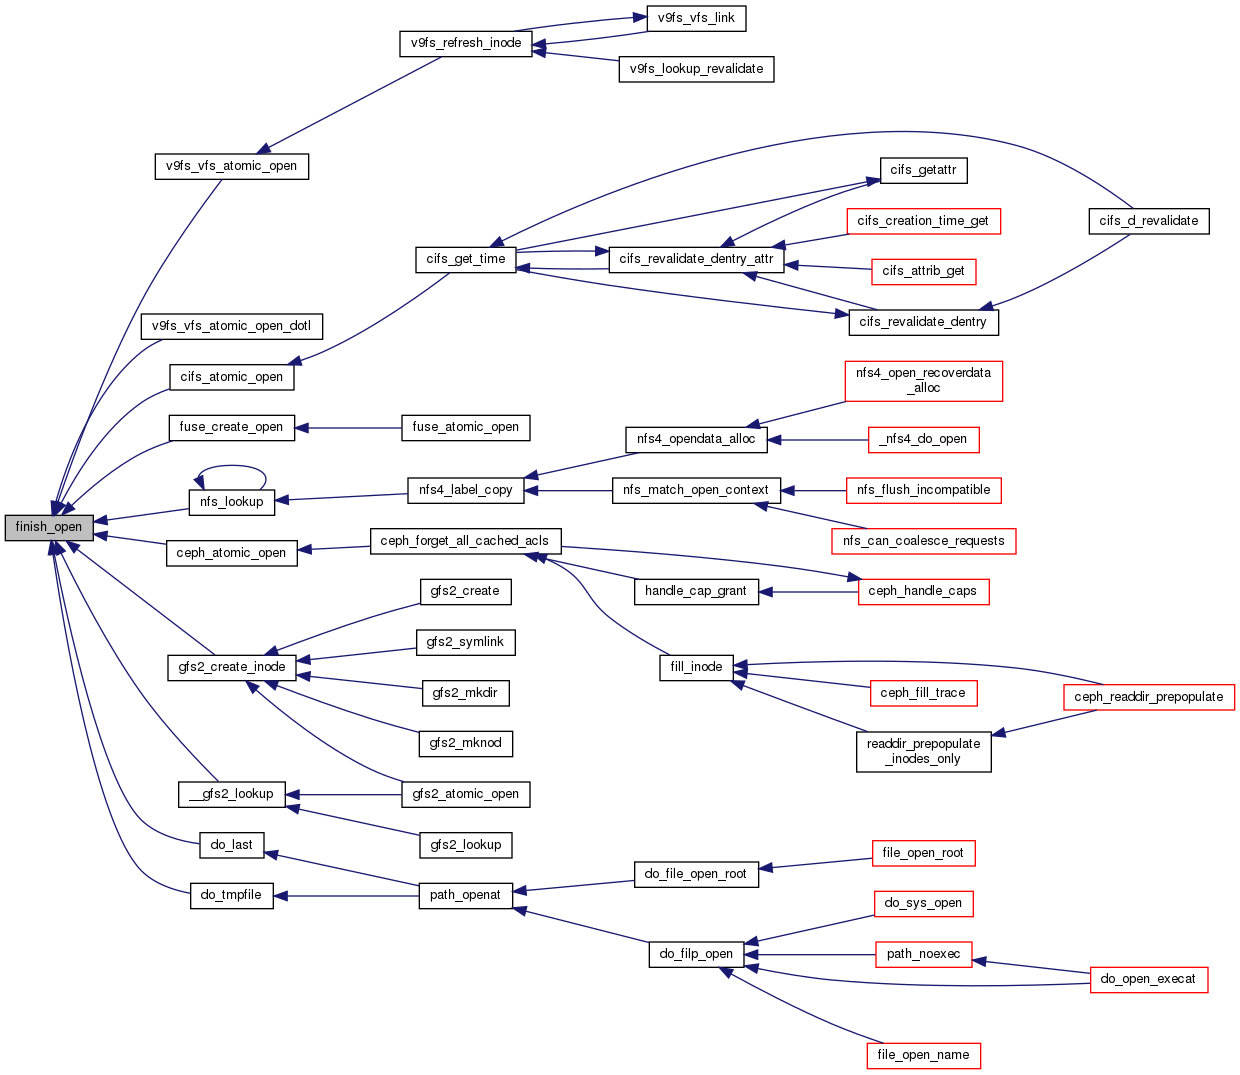 v9fs_vfs_link
v9fs_refresh_inode
v9fs_lookup_revalidate
v9fs_vfs_atomic_open
cifs_getattr
cifs_creation_time_get
cifs_d_revalidate
cifs_get_time
cifs_revalidate_dentry_attr
cifs_attrib_get
v9fs_vfs_atomic_open_dotl
cifs_revalidate_dentry
cifs_atomic_open
nfs4_open_recoverdata
_alloc
fuse_create_open
fuse_atomic_open
nfs4_opendata_alloc
_nfs4_do_open
nfs_lookup
nfs4_label_copy
nfs_match_open_context
nfs_flush_incompatible
finish_open
nfs_can_coalesce_requests
ceph_atomic_open
ceph_forget_all_cached_acls
gfs2_create
handle_cap_grant
ceph_handle_caps
gfs2_symlink
gfs2_create_inode
fill_inode
gfs2_mkdir
ceph_fill_trace
ceph_readdir_prepopulate
gfs2_mknod
readdir_prepopulate
_inodes_only
__gfs2_lookup
gfs2_atomic_open
do_last
gfs2_lookup
file_open_root
do_file_open_root
do_tmpfile
path_openat
do_sys_open
do_filp_open
path_noexec
do_open_execat
file_open_name